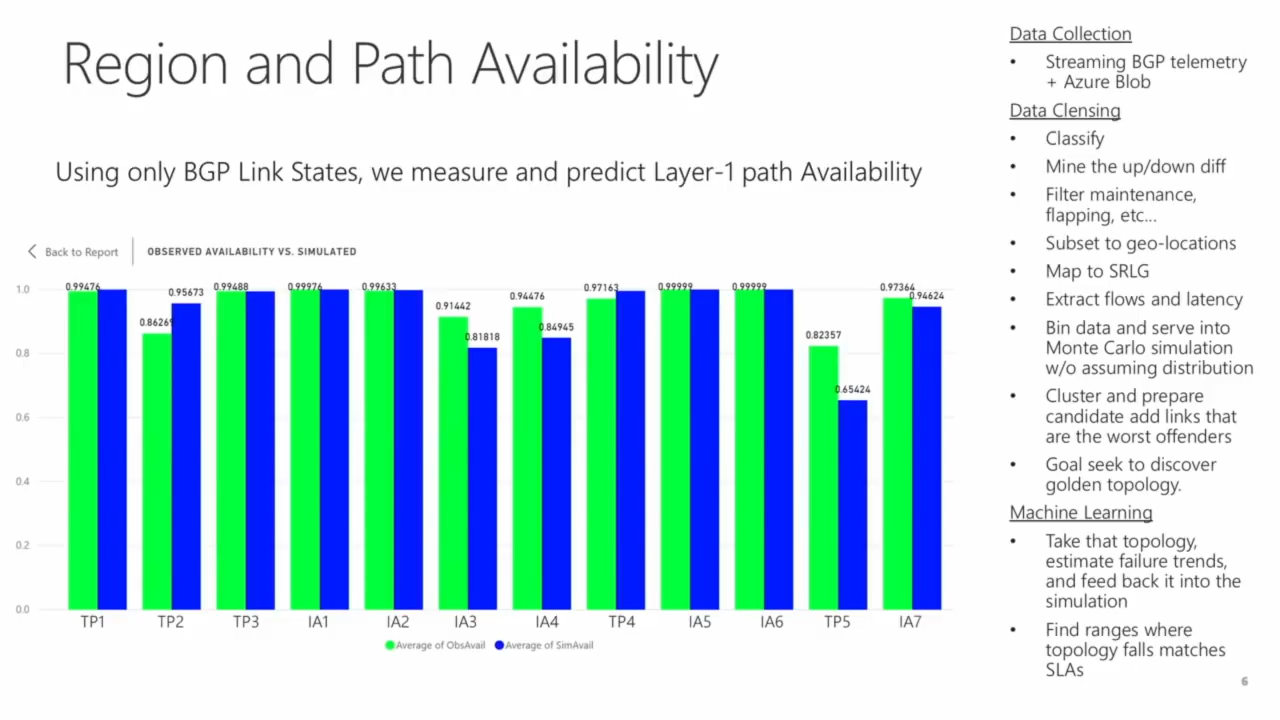 Region and Path Availability
Using only BGP Link States, we measure and predict Layer-1 path Availability
Back to Report
OBSERVED AVAILABILITY VS. SIMULATED
1.0
0.8
0.6
0.4
0.2
0.0
0.99476
0.86269
0.95673
0.99488
0.99976
0.99633
0.91442
0.81818
0.94476
0.84945
0.97163
0.99999
0.99999
0.82357
0.65424
0.97364
0.94624
TP1 TP2 TP3 IA1 IA2 IA3 IA4 TP4 IA5 IA6 TP5 IA7
Average of ObsAvail Average of SimAvail
Data Collection
• Streaming BGP telemetry
+ Azure Blob
Data Clensing
• Classify
• Mine the up/down diff
• Filter maintenance,
flapping, etc...
• Subset to geo-locations
• Map to SRLG
• Extract flows and latency
• Bin data and serve into
Monte Carlo simulation
w/o assuming distribution
• Cluster and prepare
candidate add links that
are the worst offenders
• Goal seek to discover
golden topology.
Machine Learning
• Take that topology,
estimate failure trends,
and feed back it into the
simulation
• Find ranges where
topology falls matches
SLAs
6